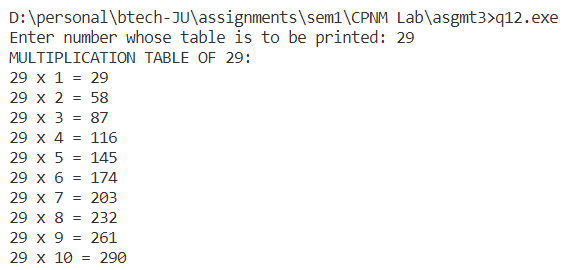 D:\personal\btech-JU\assignments\sem1\CPNM Lab\asgmt3>q12.exe
Enter number whose table is to be printed: 29
MULTIPLICATION TABLE OF 29:
29 x 1 = 29
29 x 2 = 58
29 x 3 = 87
29 x 4 = 116
29 x 5 = 145
29 x 6 = 174
29 x 7 = 203
29 x 8 = 232
29 x 9 = 261
29 x 10 = 290